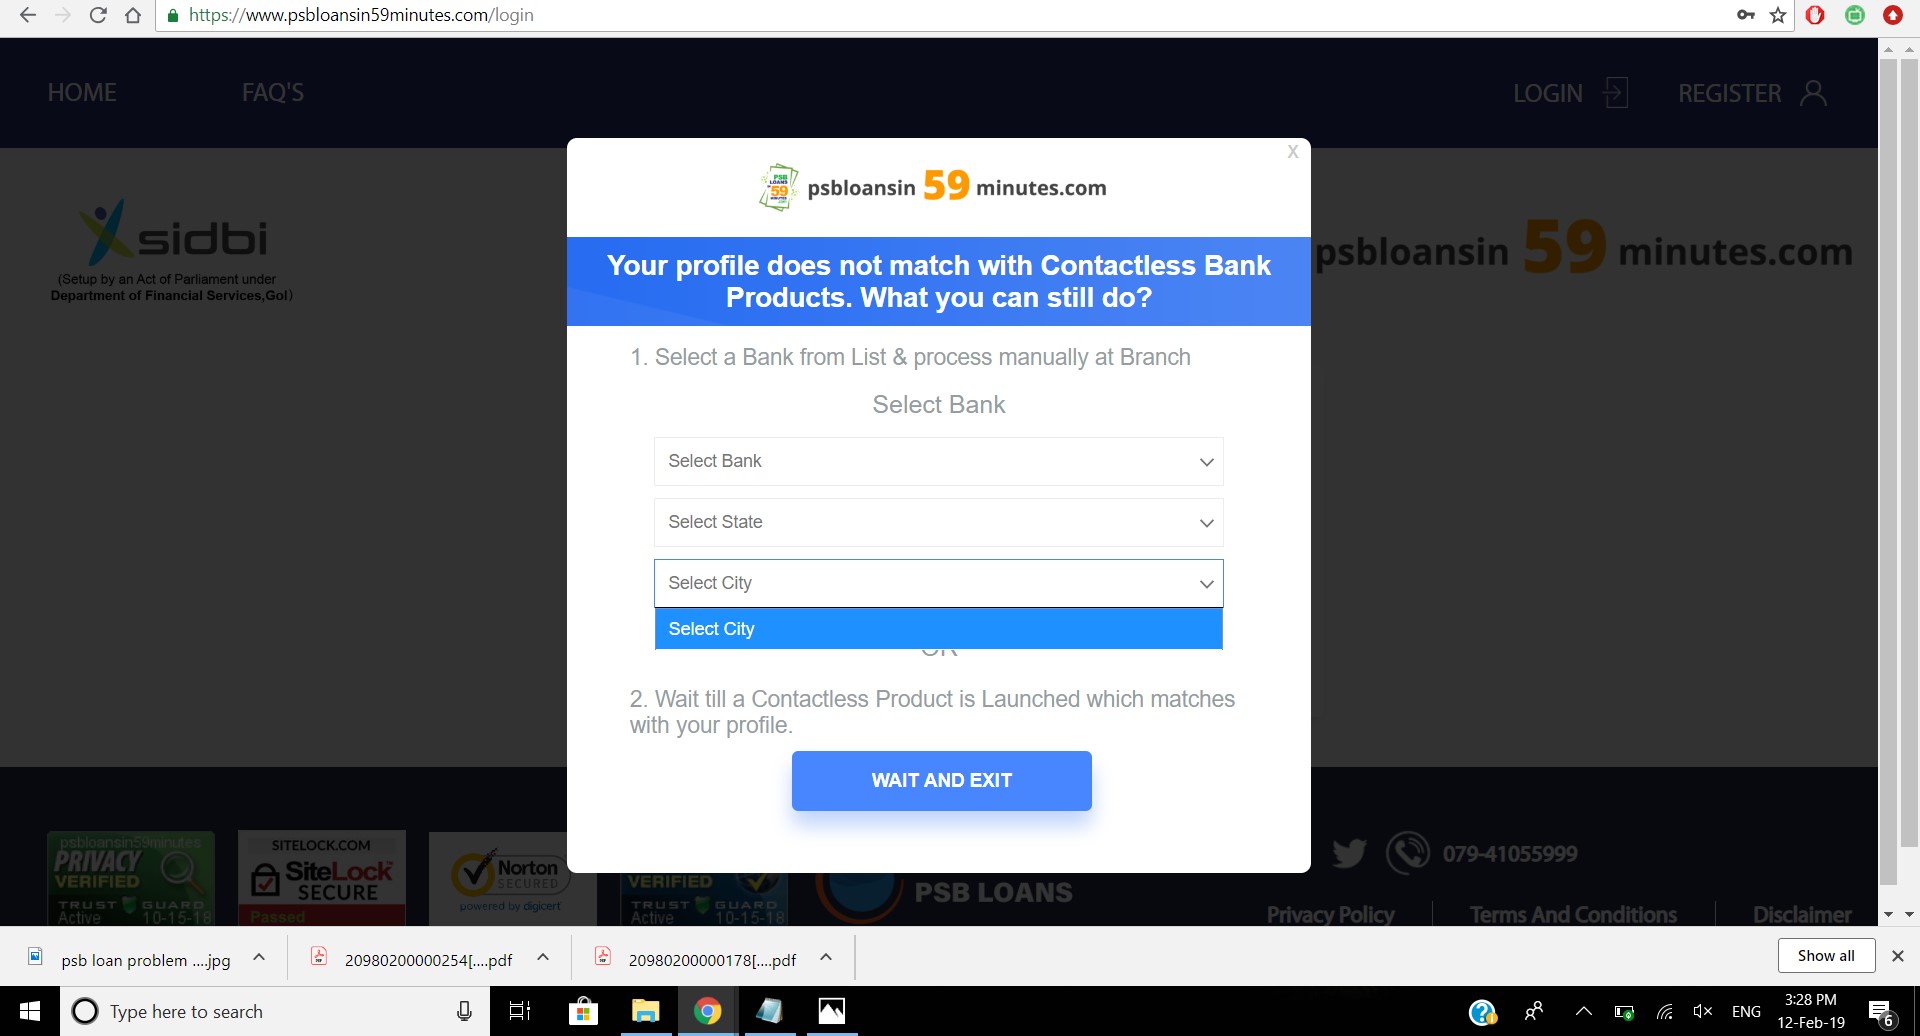 https://www.psbloansin59minutes.com/login
HOME
FAQ'S
LOGIN
REGISTER
X
PSB
LOANS
59
MINUTES
psbloansin 59 minutes.com
sidbi
(Setup by an Act of Parliament under
Department of Financial Services,GoI)
psbloansin 59 minutes.com
Your profile does not match with Contactless Bank
Products. What you can still do?
1. Select a Bank from List & process manually at Branch
Select Bank
Select Bank
Select State
Select City
Select City
OR
2. Wait till a Contactless Product is Launched which matches
with your profile.
WAIT AND EXIT
psbloansin59minutes
PRIVACY
VERIFIED
TRUST GUARD
Active 10-15-18
SITELOCK.COM
SiteLock
SECURE
Passed
Norton
SECURED
powered by digicert
VERIFIED
TRUST GUARD
Active 10-15-18
PSB LOANS
079-41055999
Privacy Policy
Terms And Conditions
Disclaimer
psb loan problem ....jpg
20980200000254[....pdf
20980200000178[....pdf
Show all
Type here to search
ENG
3:28 PM
12-Feb-19
6